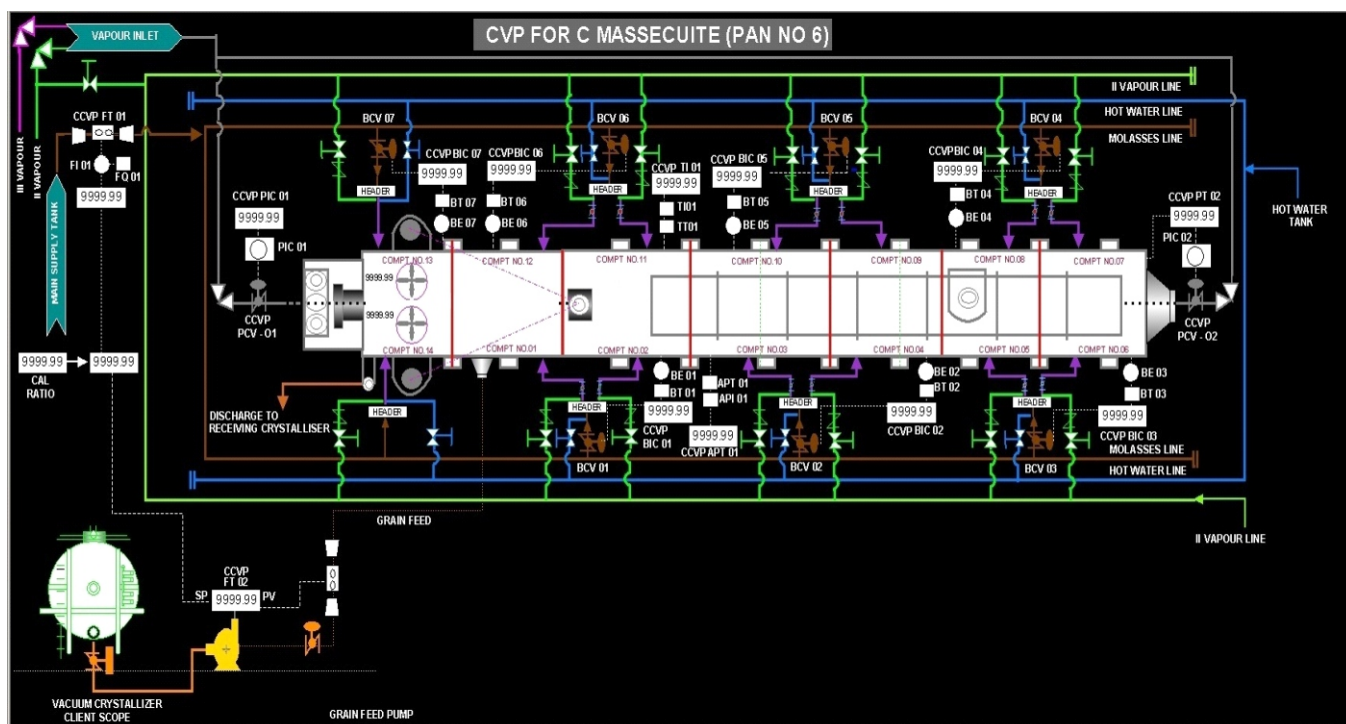 CVP FOR C MASSECUITE (PAN NO 6)
VAPOUR INLET
II VAPOUR LINE
HOT WATER LINE
MOLASSES LINE
III VAPOUR
II VAPOUR
CCVP FT 01
FI 01
FQ 01
9999.99
MAIN SUPPLY TANK
BCV 07
BCV 06
BCV 05
BCV 04
CCVP BIC 07
9999.99
CCVP BIC 06
9999.99
CCVP TI 01
9999.99
CCVP BIC 05
9999.99
CCVP BIC 04
9999.99
CCVP PT 02
9999.99
HEADER
HEADER
HEADER
HEADER
BT 07
BE 07
BT 06
BE 06
TI01
TT01
BT 05
BE 05
BT 04
BE 04
HOT WATER
TANK
CCVP PIC 01
9999.99
PIC 01
PIC 02
CCVP
PCV - 01
CCVP
PCV - 02
COMPT NO.13
COMPT NO.12
COMPT NO.11
COMPT NO.10
COMPT NO.09
COMPT NO.08
COMPT NO.07
9999.99
9999.99
COMPT NO.14
COMPT NO.01
COMPT NO.02
COMPT NO.03
COMPT NO.04
COMPT NO.05
COMPT NO.06
9999.99
9999.99
CAL
RATIO
DISCHARGE TO
RECEIVING CRYSTALLISER
HEADER
HEADER
HEADER
HEADER
BE 01
BT 01
9999.99
CCVP
BIC 01
APT 01
API 01
9999.99
CCVP APT 01
BE 02
BT 02
9999.99
CCVP BIC 02
BE 03
BT 03
9999.99
CCVP BIC 03
BCV 01
BCV 02
BCV 03
MOLASSES LINE
HOT WATER LINE
II VAPOUR LINE
GRAIN FEED
CCVP
FT 02
SP
9999.99
PV
VACUUM CRYSTALLIZER
CLIENT SCOPE
GRAIN FEED PUMP